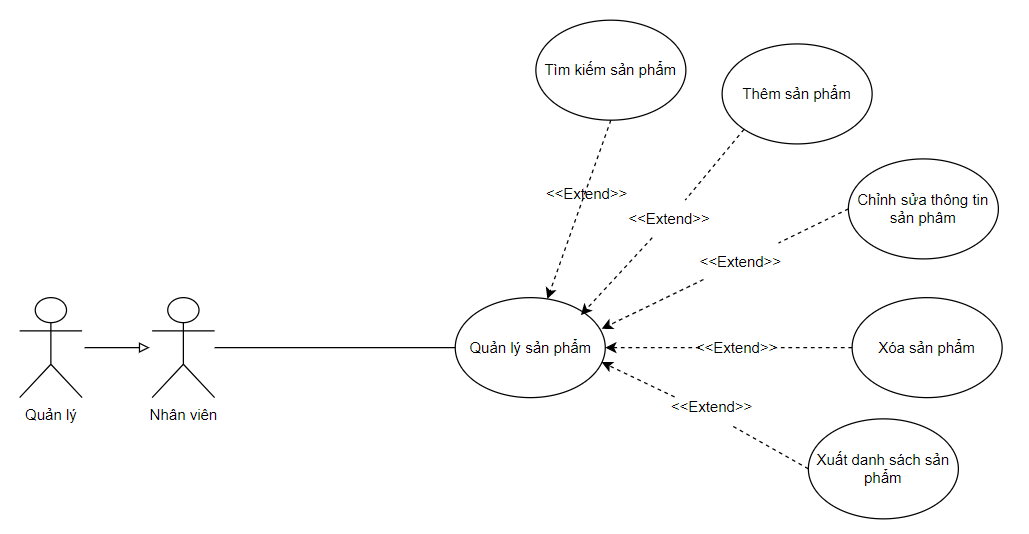 Tìm kiếm sản phẩm
Thêm sản phẩm
<<Extend>>
<<Extend>>
Chỉnh sửa thông tin
sản phâm
<<Extend>>
Quản lý sản phẩm
<<Extend>>
Xóa sản phẩm
<<Extend>>
Quản lý
Nhân viên
Xuất danh sách sản
phẩm